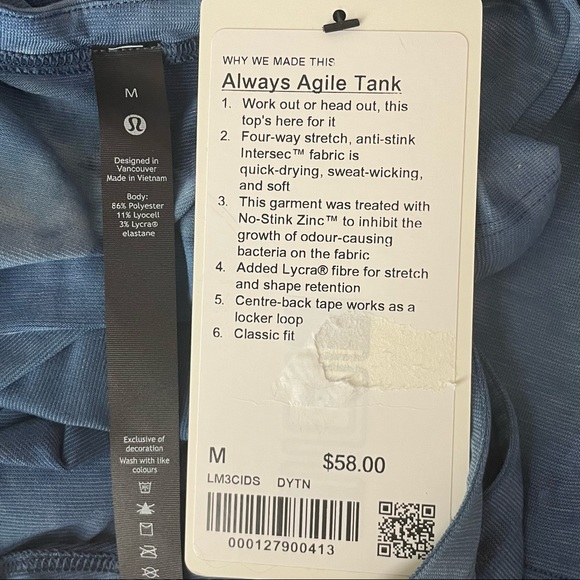 M
Designed in
Vancouver
Made in Vietnam
Body:
86% Polyester
11% Lyocell
3% Lycra®
elastane
Exclusive of
decoration
Wash with like
colours
WHY WE MADE THIS
Always Agile Tank
1. Work out or head out, this
top's here for it
2. Four-way stretch, anti-stink
Intersec™ fabric is
quick-drying, sweat-wicking,
and soft
3. This garment was treated with
No-Stink Zinc™ to inhibit the
growth of odour-causing
bacteria on the fabric
4. Added Lycra® fibre for stretch
and shape retention
5. Centre-back tape works as a
locker loop
6. Classic fit
M $58.00
LM3CIDS DYTN
000127900413